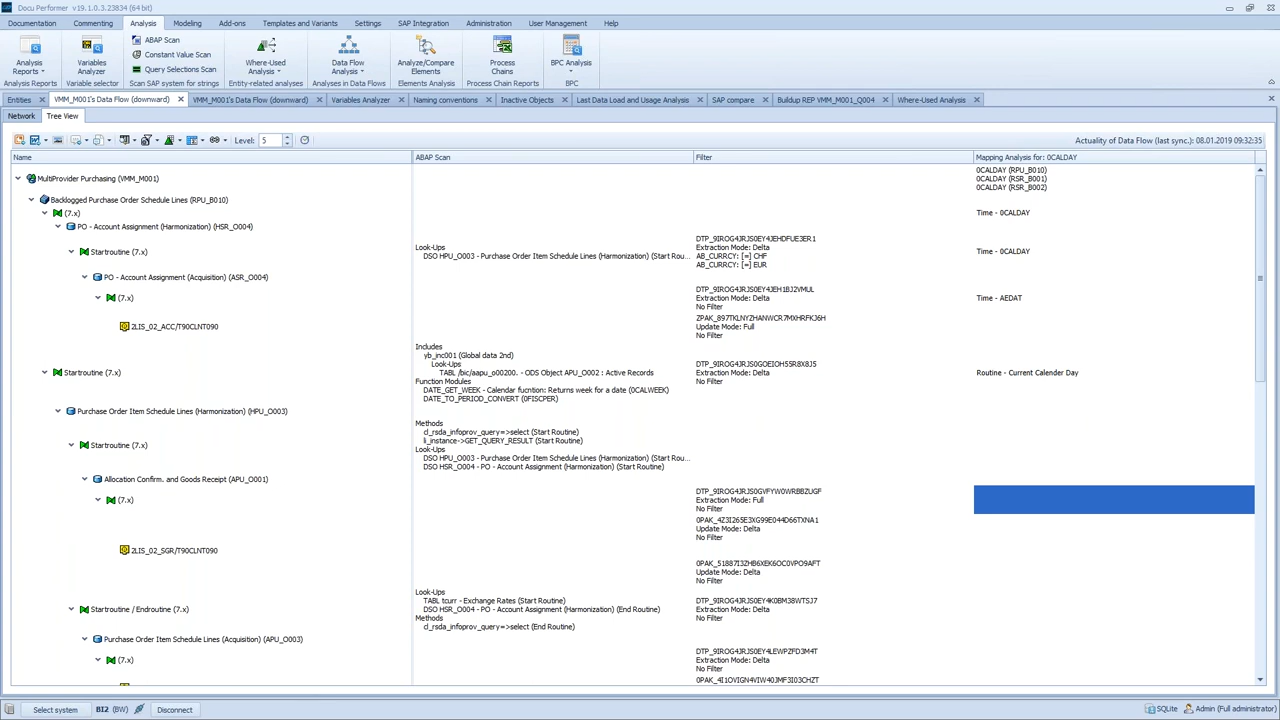 Docu Performer v19.1.0.3.23834 (64 bit)
Documentation Commenting Analysis Modeling Add-ons Templates and Variants Settings SAP Integration Administration User Management Help
Analysis Reports
Variables Analyzer
ABAP Scan
Constant Value Scan
Query Selections Scan
Where-Used Analysis
Data Flow Analysis
Analyze/Compare Elements
Process Chains
BPC Analysis
Analysis Reports Variable selector Scan SAP system for strings Entity-related analyses Analyses in Data Flows Elements Analysis Process Chain Reports BPC
Entities VMM_M001's Data Flow (downward) VMM_M001's Data Flow (downward) Variables Analyzer Naming conventions Inactive Objects Last Data Load and Usage Analysis SAP compare Buildup REP VMM_M001_Q004 Where-Used Analysis
Network Tree View
Level: 5 Actuality of Data Flow (last sync.): 08.01.2019 09:32:35
Name ABAP Scan Filter Mapping Analysis for: 0CALDAY
0CALDAY (RPU_B010)
MultiProvider Purchasing (VMM_M001) 0CALDAY (RSR_B001)
0CALDAY (RSR_B002)
Backlogged Purchase Order Schedule Lines (RPU_B010)
(7.x) Time - 0CALDAY
PO - Account Assignment (Harmonization) (HSR_O004)
DTP_9IROG4JRJS0EY4JEHDFUE3ER1
Look-Ups Extraction Mode: Delta
Startroutine (7.x) Time - 0CALDAY
DSO HPU_O003 - Purchase Order Item Schedule Lines (Harmonization) (Start Rou... AB_CURRCY: [=] CHF
AB_CURRCY: [=] EUR
PO - Account Assignment (Acquisition) (ASR_O004)
DTP_9IROG4JRJS0EY4JEH1BJ2VMUL
(7.x) Extraction Mode: Delta Time - AEDAT
No Filter
ZPAK_897TKLNYZHANWCR7MXHRFKJ6H
2LIS_02_ACC/T90CLNT090 Update Mode: Full
No Filter
Includes
yb_inc001 (Global data 2nd)
Look-Ups DTP_9IROG4JRJS0GOEIOH55R8X8J5
Startroutine (7.x) TABL /bic/aapu_o00200. - ODS Object APU_O002 : Active Records Extraction Mode: Delta Routine - Current Calender Day
Function Modules No Filter
DATE_GET_WEEK - Calendar fucntion: Returns week for a date (0CALWEEK)
DATE_TO_PERIOD_CONVERT (0FISCPER)
Purchase Order Item Schedule Lines (Harmonization) (HPU_O003)
Methods
cl_rsda_infoprov_query=>select (Start Routine)
Startroutine (7.x) li_instance->GET_QUERY_RESULT (Start Routine)
Look-Ups
DSO HPU_O003 - Purchase Order Item Schedule Lines (Harmonization) (Start Rou...
DSO HSR_O004 - PO - Account Assignment (Harmonization) (Start Routine)
Allocation Confirm. and Goods Receipt (APU_O001)
DTP_9IROG4JRJS0GVFYW0WRBBZUGF
(7.x) Extraction Mode: Full
No Filter
0PAK_4Z3I265E3XG99E044D66TXNA1
Update Mode: Delta
No Filter
2LIS_02_SGR/T90CLNT090
0PAK_51887I3ZHB6XEK6OC0VPO9AFT
Update Mode: Delta
No Filter
Look-Ups
TABL tcurr - Exchange Rates (Start Routine) DTP_9IROG4JRJS0EY4K0BM38WTSJ7
Startroutine / Endroutine (7.x) DSO HSR_O004 - PO - Account Assignment (Harmonization) (End Routine) Extraction Mode: Delta
Methods No Filter
cl_rsda_infoprov_query=>select (End Routine)
Purchase Order Item Schedule Lines (Acquisition) (APU_O003)
DTP_9IROG4JRJS0EY4LEWPZFD3M4T
(7.x) Extraction Mode: Delta
No Filter
0PAK_4I1OVIGN4VIW40JMF3I03CHZT
Select system BI2 (BW) Disconnect SQLite Admin (Full administrator)